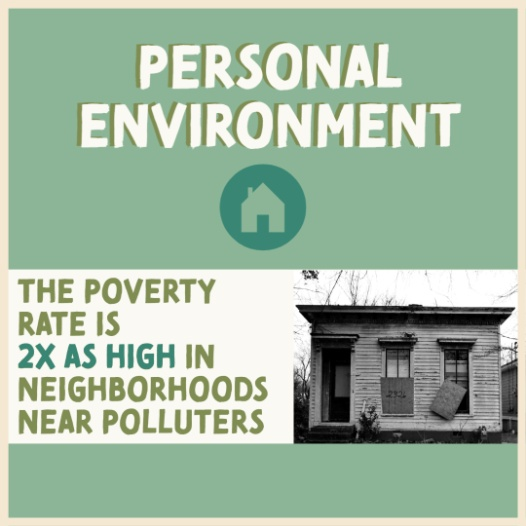 PERSONAL
ENVIRONMENT
THE POVERTY
RATE IS
2X AS HIGH IN
NEIGHBORHOODS
NEAR POLLUTERS